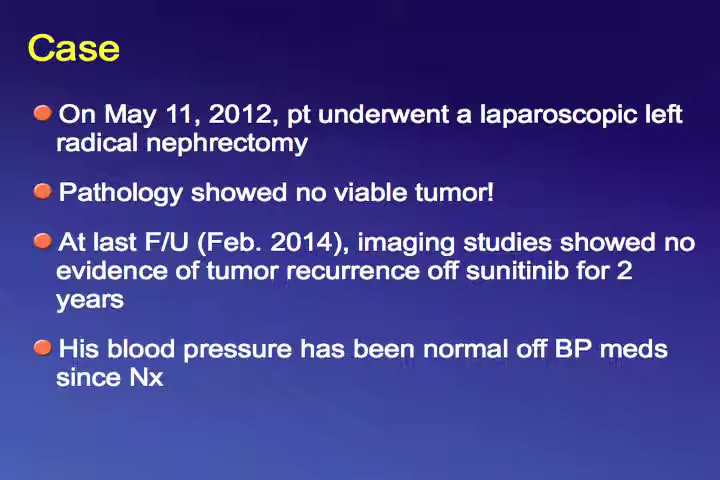 Case
On May 11, 2012, pt underwent a laparoscopic left
radical nephrectomy
Pathology showed no viable tumor!
At last F/U (Feb. 2014), imaging studies showed no
evidence of tumor recurrence off sunitinib for 2
years
His blood pressure has been normal off BP meds
since Nx